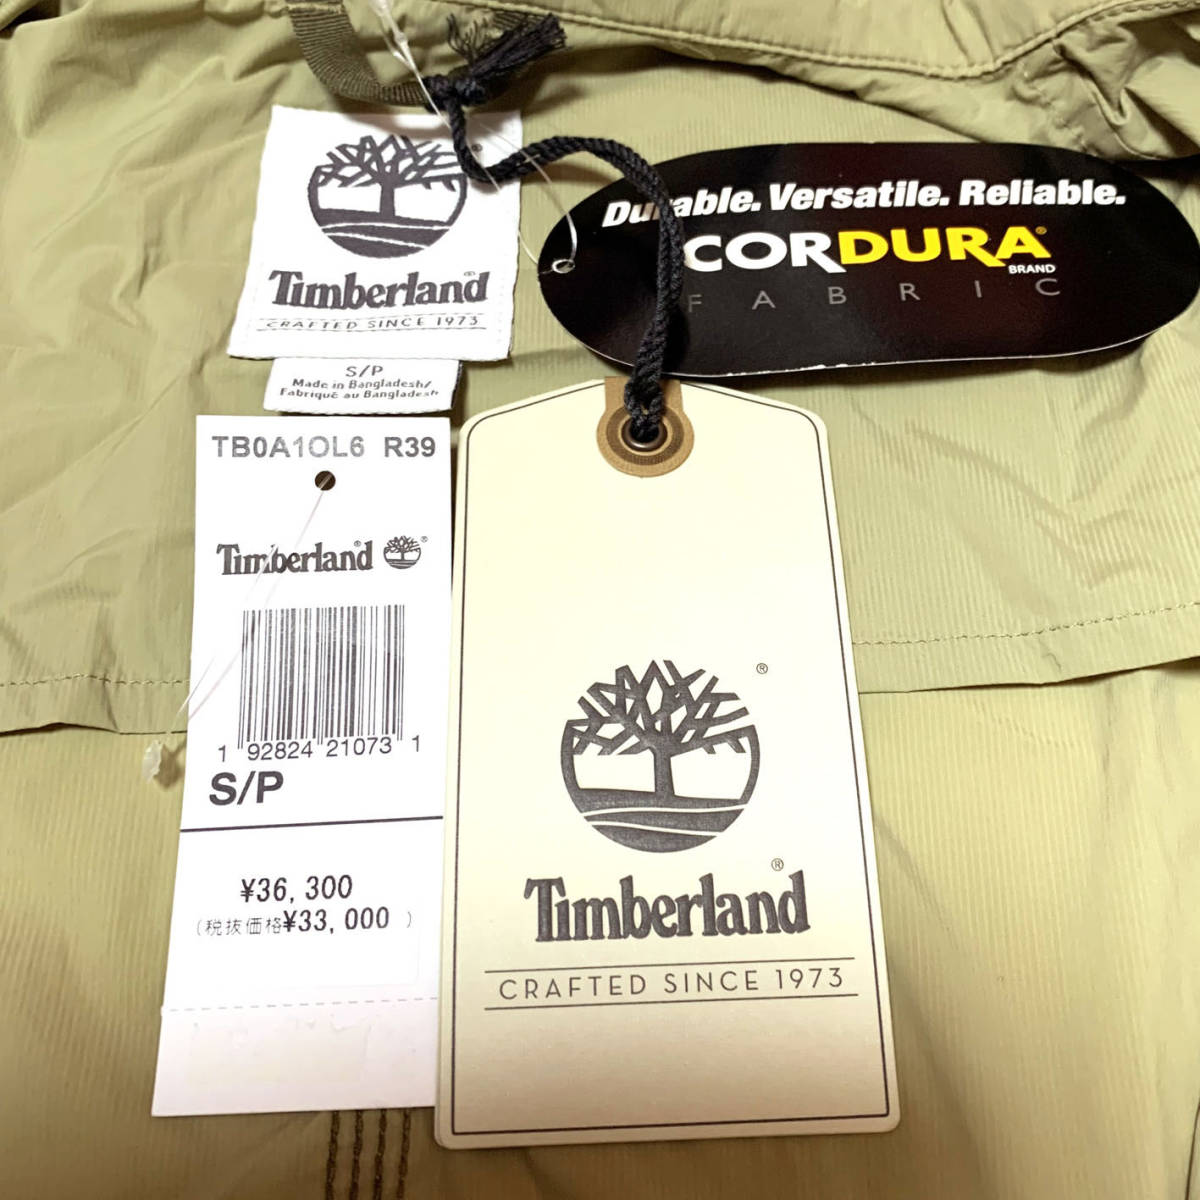 Timberland®
CRAFTED SINCE 1973
S/P
Made in Bangladesh/
Fabriqué au Bangladesh
Durable. Versatile. Reliable.
CORDURA®
BRAND
FABRIC
TB0A1OL6 R39
Timberland®
1 92824 21073 1
S/P
¥36,300
(税抜価格¥33,000 )
®
Timberland®
CRAFTED SINCE 1973